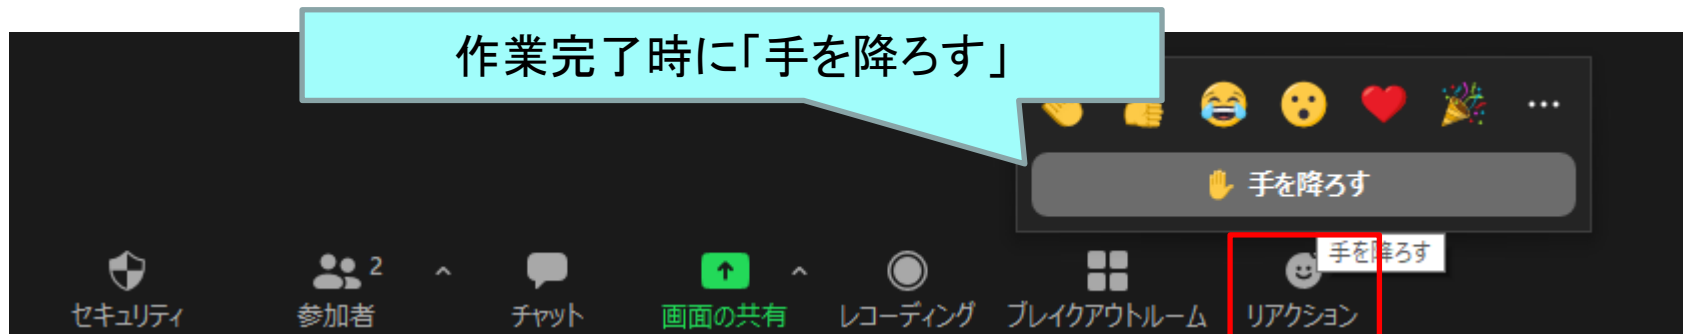 作業完了時に「手を降ろす」
手を降ろす
手を降ろす
2
セキュリティ
参加者
チャット
画面の共有
レコーディング
ブレイクアウトルーム
リアクション